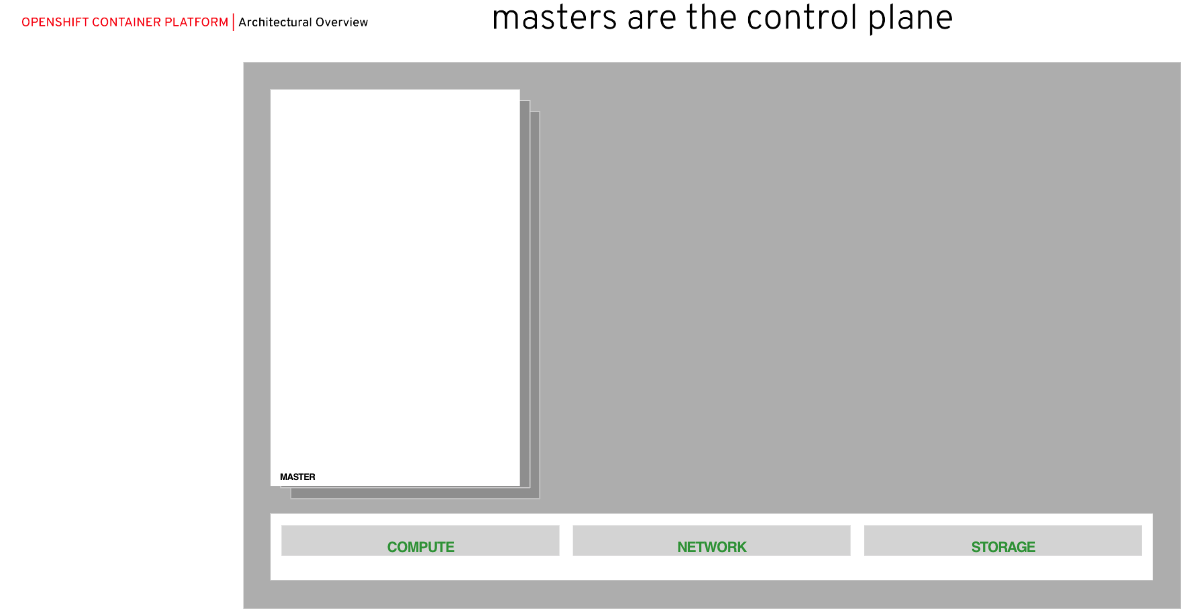 OPENSHIFT CONTAINER PLATFORM | Architectural Overview
masters are the control plane
MASTER
COMPUTE
NETWORK
STORAGE